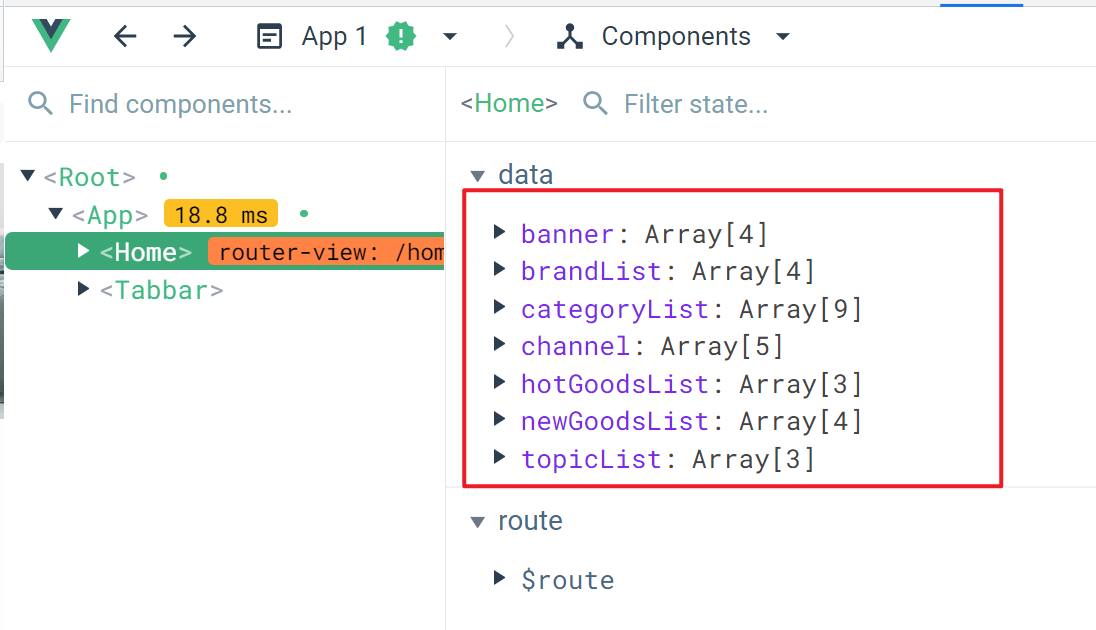 App 1 Components
Find components...
<Home> Filter state...
<Root>
<App> 18.8 ms
<Home> router-view: /hom
<Tabbar>
data
banner: Array[4]
brandList: Array[4]
categoryList: Array[9]
channel: Array[5]
hotGoodsList: Array[3]
newGoodsList: Array[4]
topicList: Array[3]
route
$route